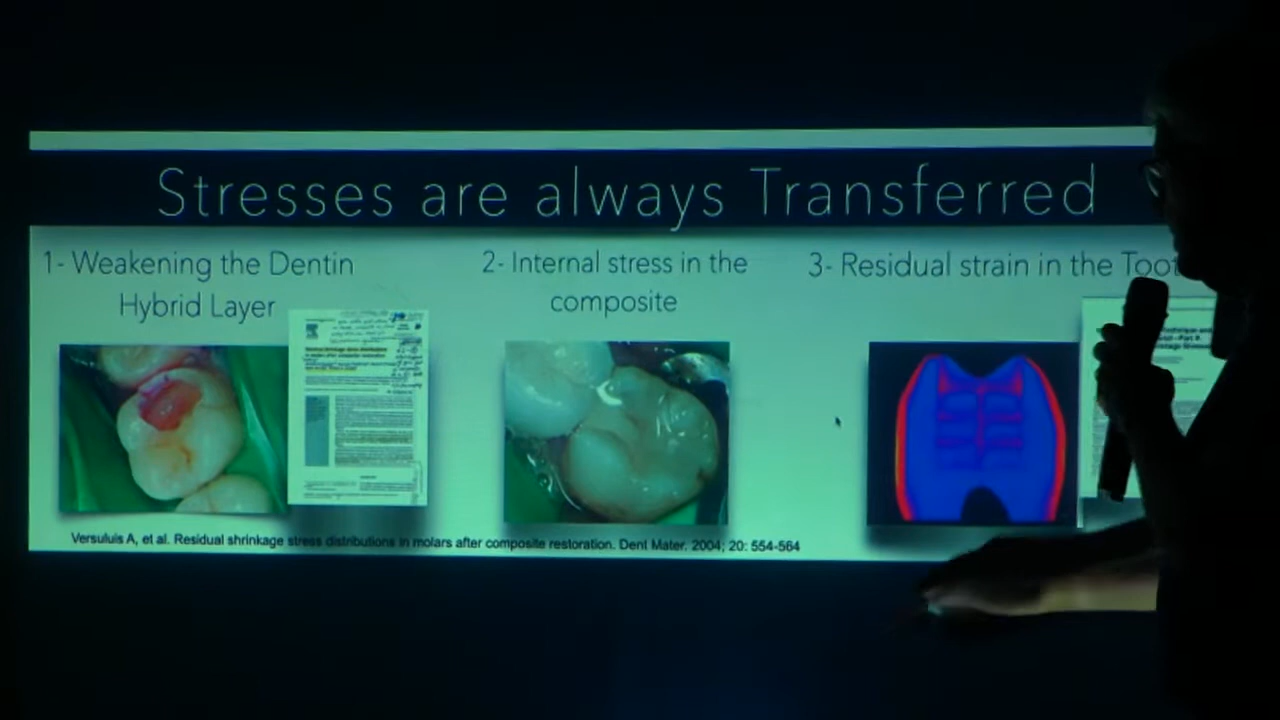 Stresses are always Transferred
1- Weakening the Dentin
Hybrid Layer
2- Internal stress in the
composite
3- Residual strain in the Toot
Versuluis A, et al. Residual shrinkage stress distributions in molars after composite restoration. Dent Mater. 2004; 20: 554-564